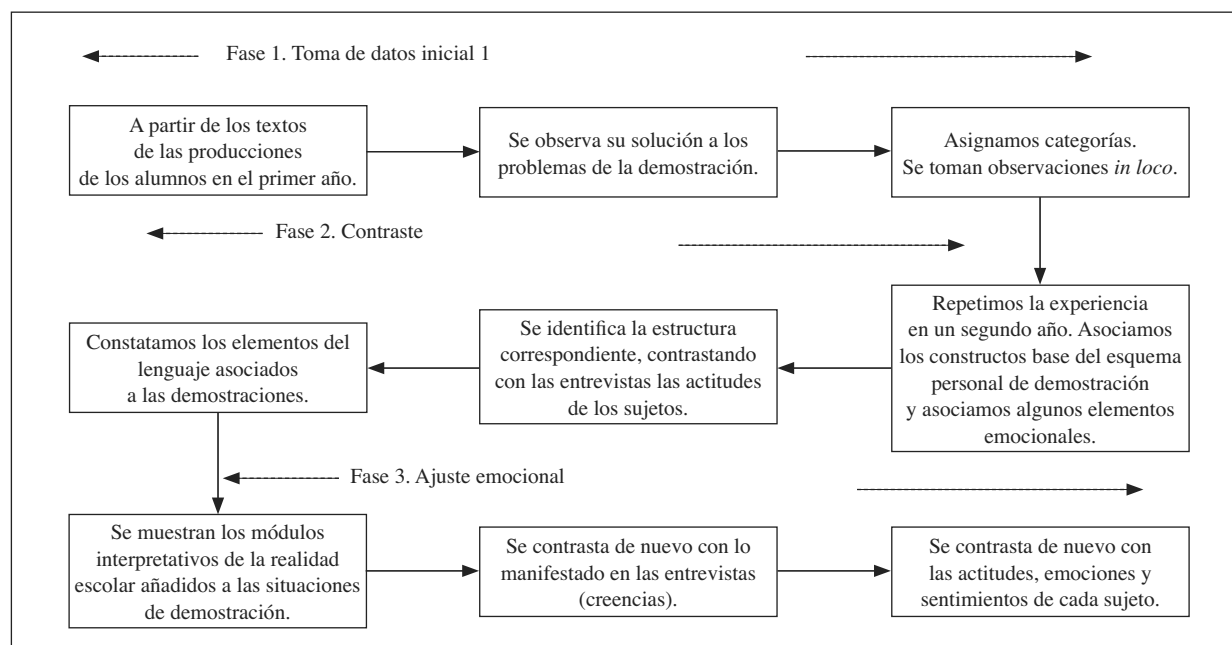 Fase 1. Toma de datos inicial 1
A partir de los textos
de las producciones
de los alumnos en el primer año.
Se observa su solución a los
problemas de la demostración.
Asignamos categorías.
Se toman observaciones in loco.
Fase 2. Contraste
Repetimos la experiencia
en un segundo año. Asociamos
los constructos base del esquema
personal de demostración
y asociamos algunos elementos
emocionales.
Se identifica la estructura
correspondiente, contrastando
con las entrevistas las actitudes
de los sujetos.
Constatamos los elementos del
lenguaje asociados
a las demostraciones.
Fase 3. Ajuste emocional
Se muestran los módulos
interpretativos de la realidad
escolar añadidos a las situaciones
de demostración.
Se contrasta de nuevo con lo
manifestado en las entrevistas
(creencias).
Se contrasta de nuevo con
las actitudes, emociones y
sentimientos de cada sujeto.